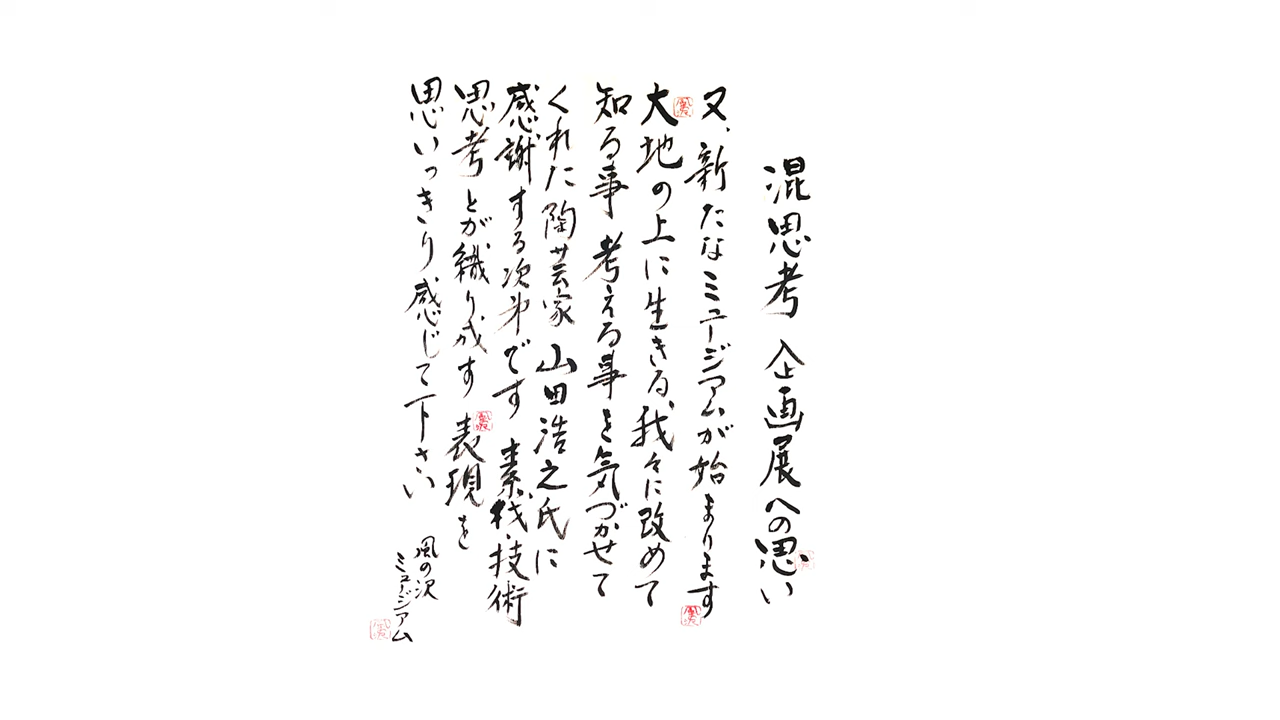 混思考 企画展への思い
又、新たなミュージアムが始まります
大地の上に生きる、我々に改めて
知る事 考える事を気づかせて
くれた 陶芸家 山田浩之氏に
感謝する次第です 素材、技術
思考とが織り成す 表現を
思いっきり感じて下さい
風の沢
ミュージアム